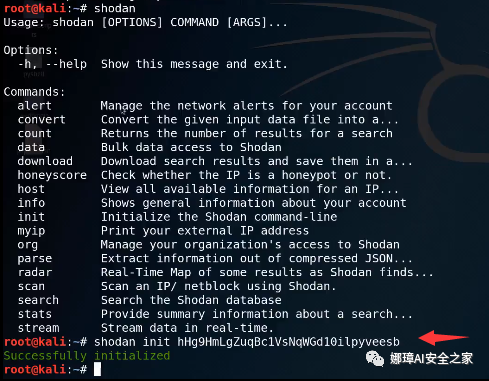 root@kali:~# shodan
Usage: shodan [OPTIONS] COMMAND [ARGS]...

Options:
  -h, --help  Show this message and exit.

Commands:
  alert       Manage the network alerts for your account
  convert     Convert the given input data file into a...
  count       Returns the number of results for a search
  data        Bulk data access to Shodan
  download    Download search results and save them in a...
  honeyscore  Check whether the IP is a honeypot or not.
  host        View all available information for an IP...
  info        Shows general information about your account
  init        Initialize the Shodan command-line
  myip        Print your external IP address
  org         Manage your organization's access to Shodan
  parse       Extract information out of compressed JSON...
  radar       Real-Time Map of some results as Shodan finds...
  scan        Scan an IP/ netblock using Shodan.
  search      Search the Shodan database
  stats       Provide summary information about a search...
  stream      Stream data in real-time.
root@kali:~# shodan init hHg9HmLgZuqBc1VsNqWGd10ilpyveesb
Successfully initialized
root@kali:~#
娜璋AI安全之家